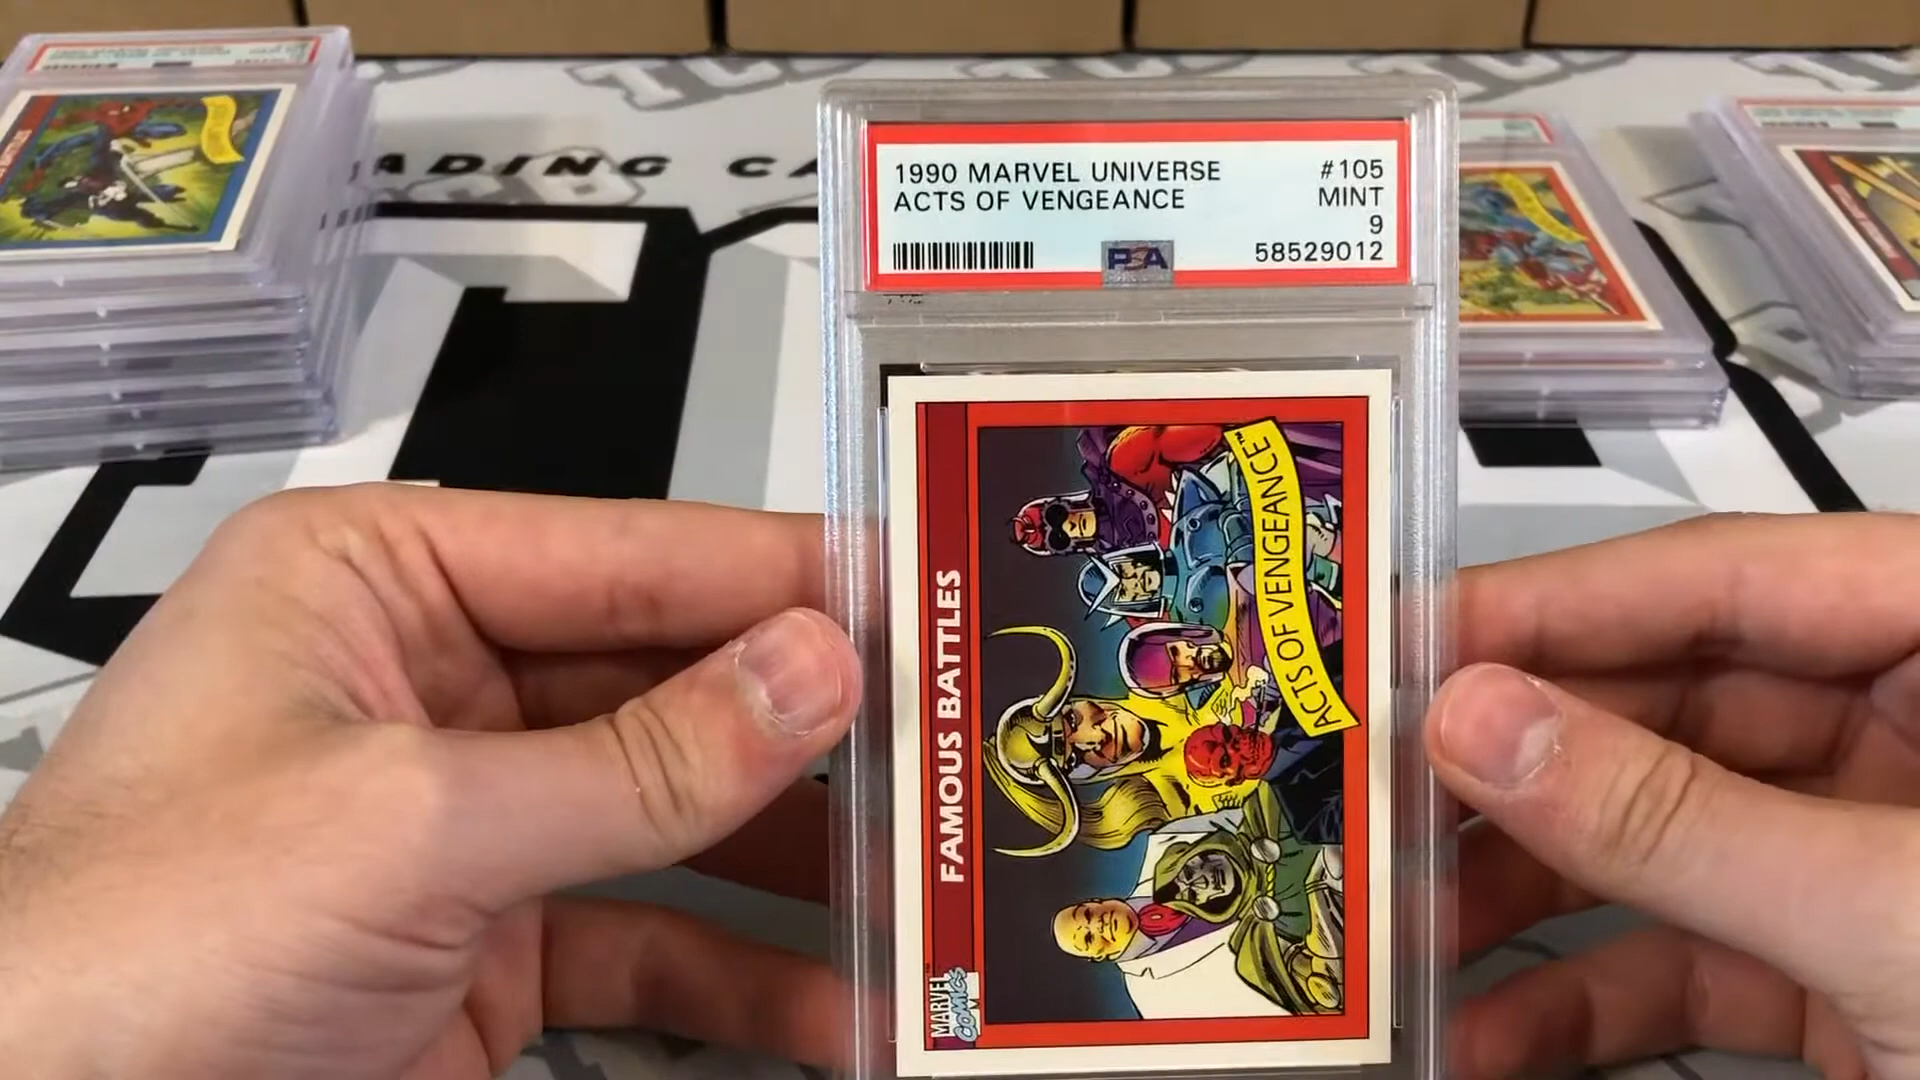 1990 MARVEL UNIVERSE #105
ACTS OF VENGEANCE MINT
9
PSA 58529012
FAMOUS BATTLES
ACTS OF VENGEANCE™
MARVEL
COMICS
ADING CA